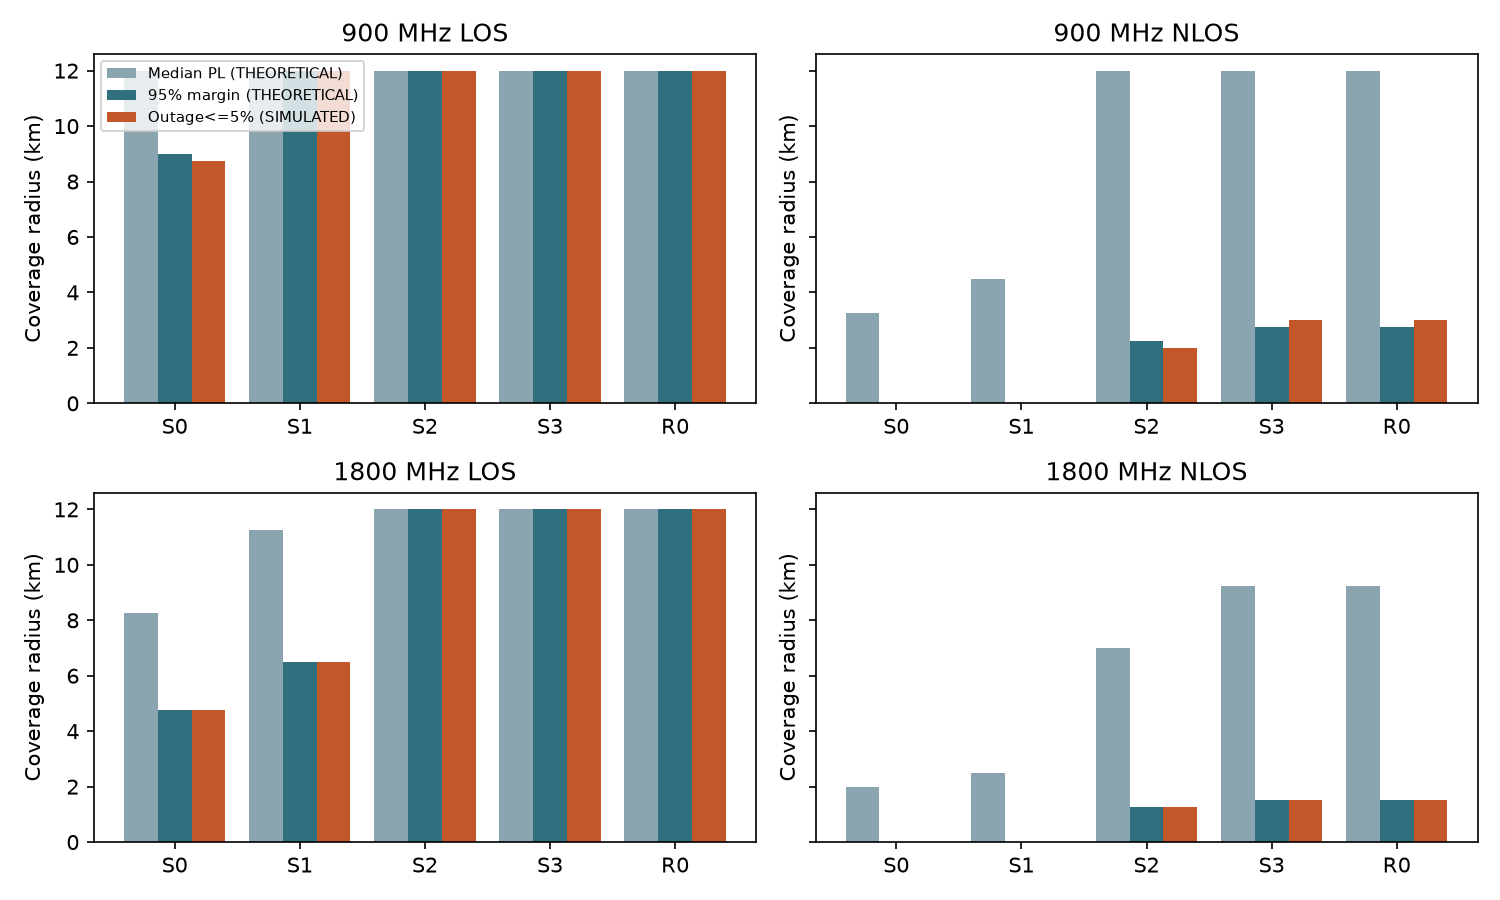 900 MHz LOS
Coverage radius (km)
12
10
8
6
4
2
0
Median PL (THEORETICAL)
95% margin (THEORETICAL)
Outage<=5% (SIMULATED)
S0 S1 S2 S3 R0
900 MHz NLOS
Coverage radius (km)
S0 S1 S2 S3 R0
1800 MHz LOS
Coverage radius (km)
12
10
8
6
4
2
0
S0 S1 S2 S3 R0
1800 MHz NLOS
Coverage radius (km)
S0 S1 S2 S3 R0